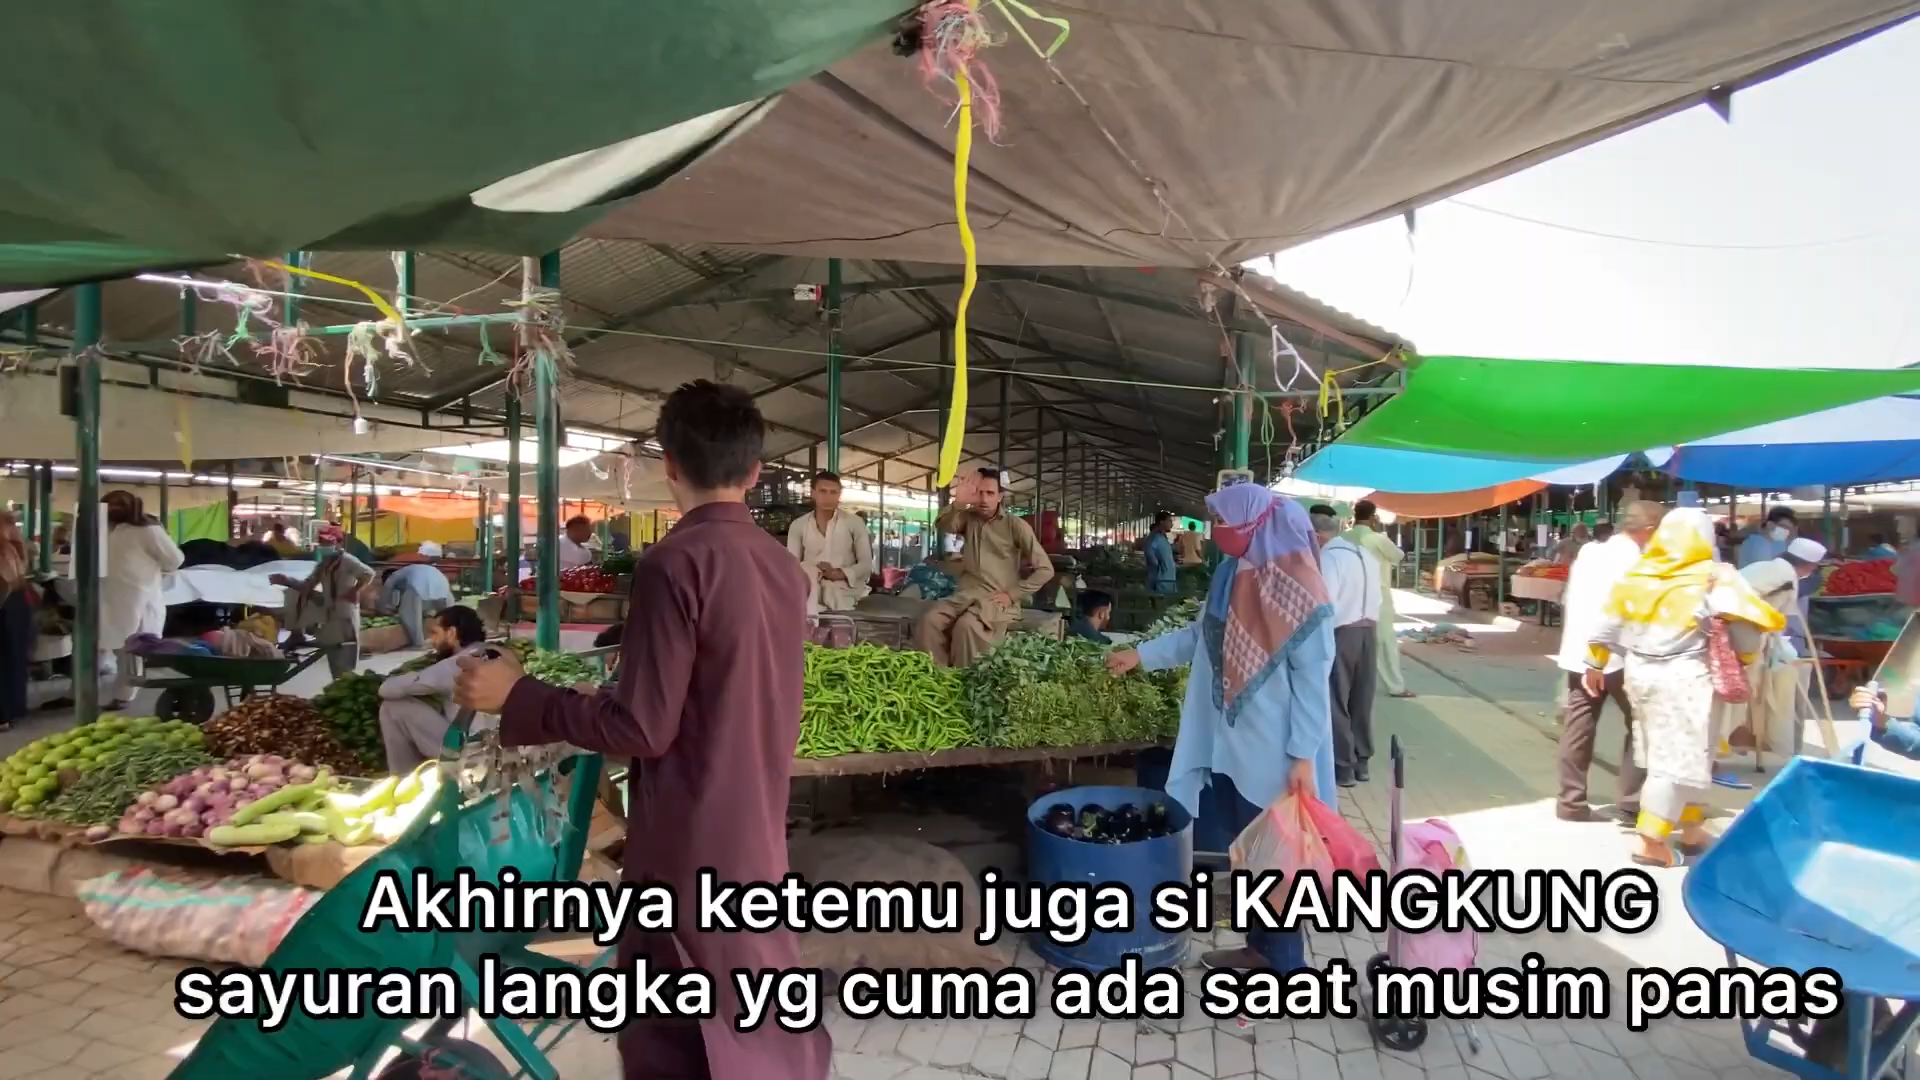 Akhirnya ketemu juga si KANGKUNG
sayuran langka yg cuma ada saat musim panas